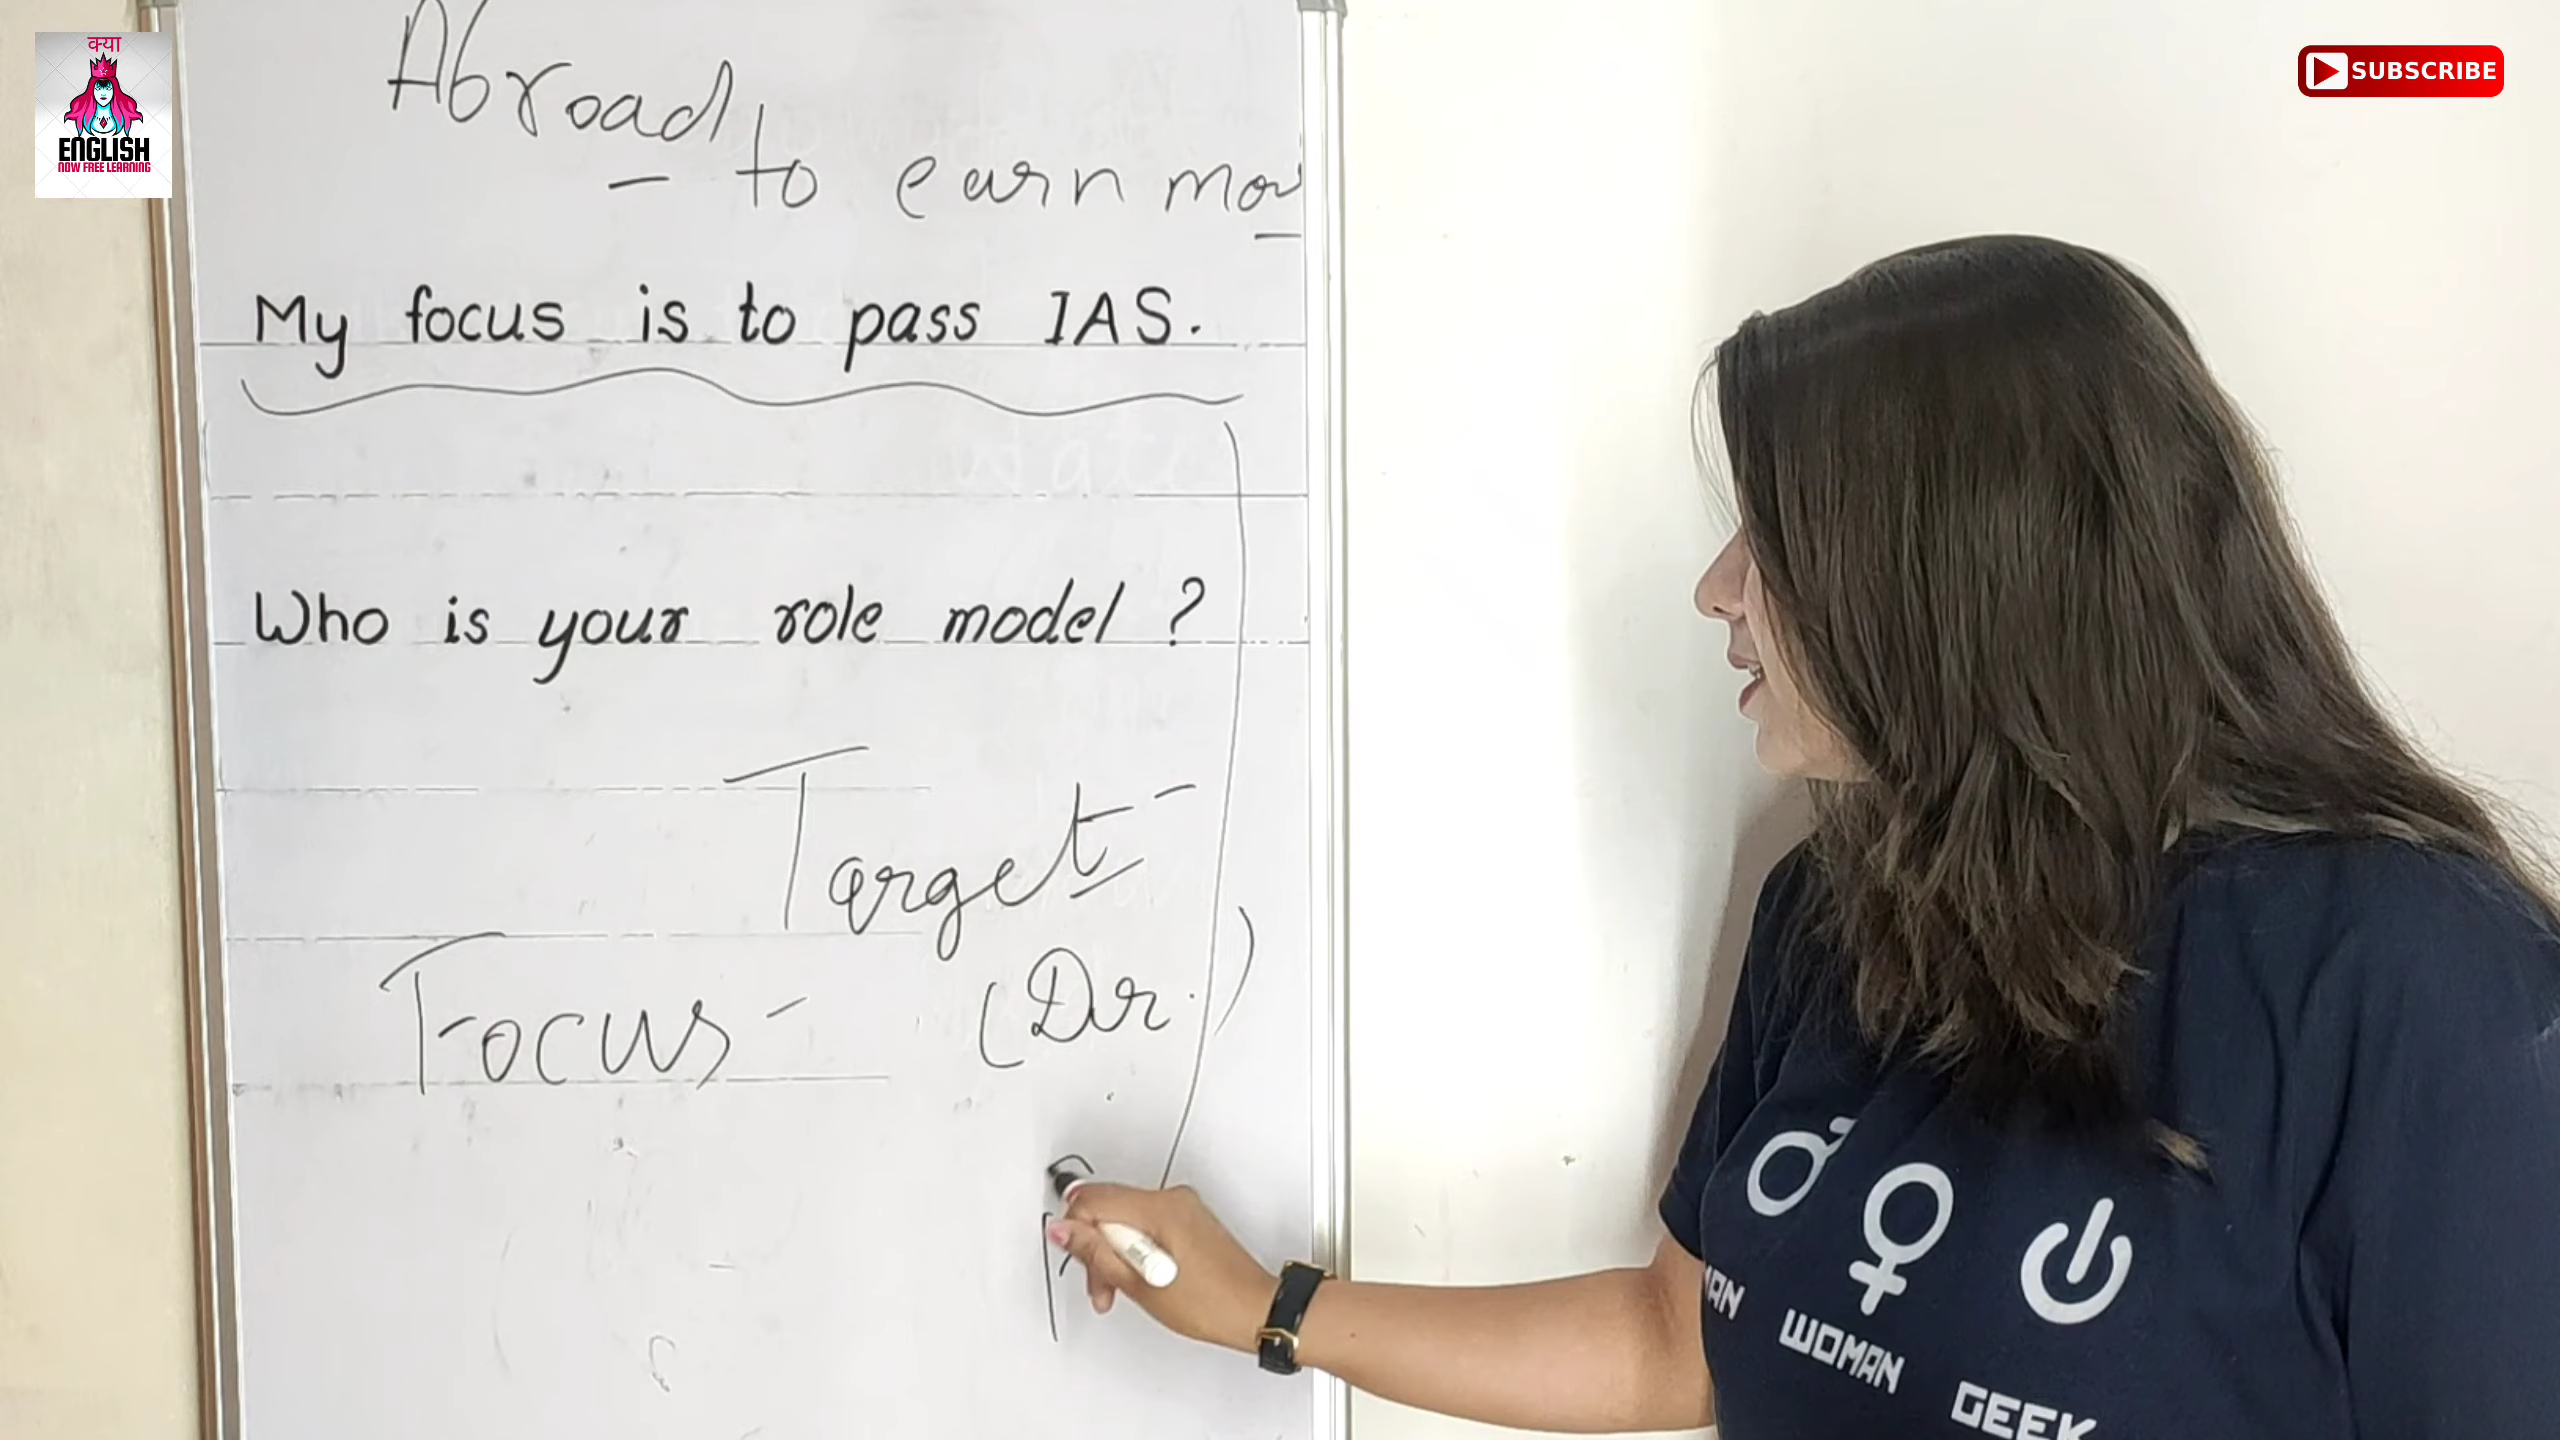 क्या
ENGLISH
NOW FREE LEARNING
SUBSCRIBE
Abroad
- to earn
My focus is to pass IAS.
Who is your role model ?
Target -
Focus - (Dr.)
WOMAN
GEEK